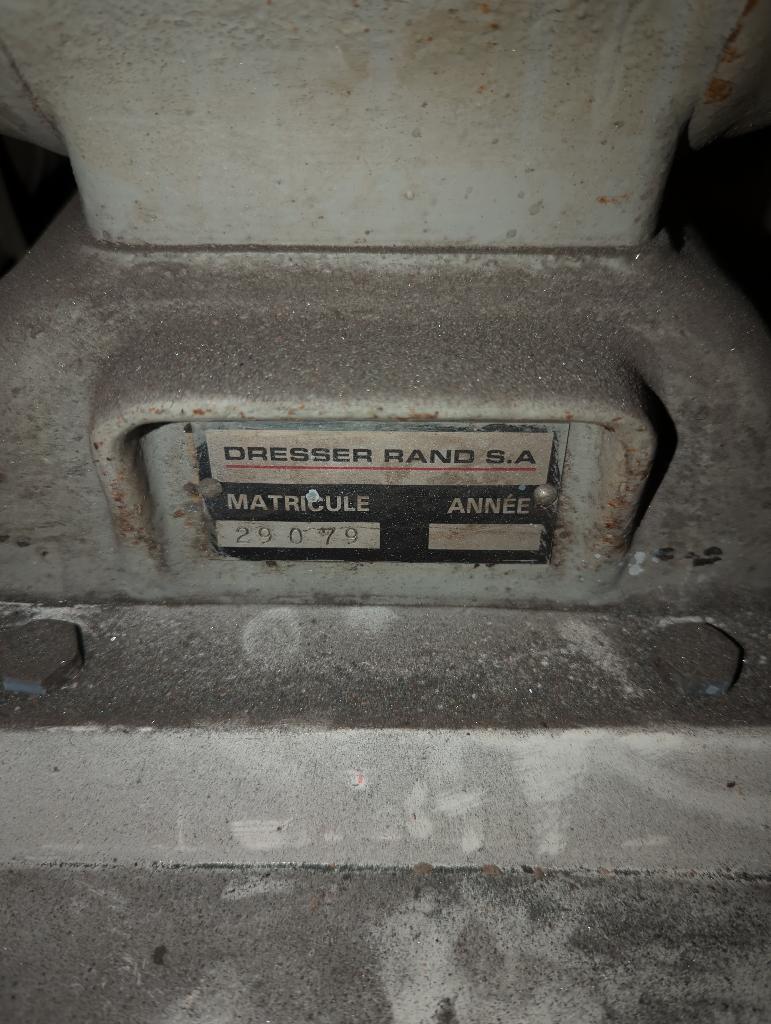 DRESSER RAND S.A
MATRICULE ANNÉE
29079